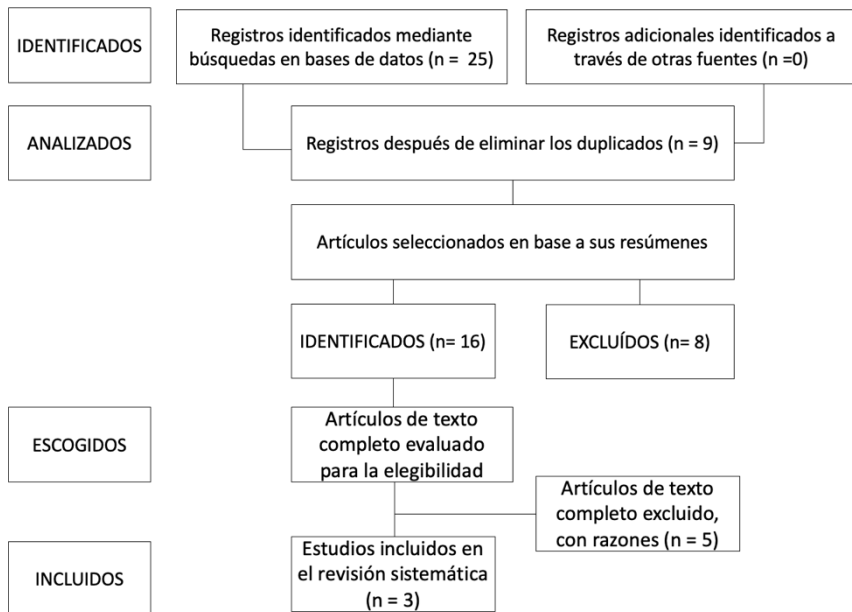 IDENTIFICADOS
Registros identificados mediante
búsquedas en bases de datos (n =  25)
Registros adicionales identificados a
través de otras fuentes (n =0)
ANALIZADOS
Registros después de eliminar los duplicados (n = 9)
Artículos seleccionados en base a sus resúmenes
IDENTIFICADOS (n= 16)
EXCLUÍDOS (n= 8)
ESCOGIDOS
Artículos de texto
completo evaluado
para la elegibilidad
Artículos de texto
completo excluido,
con razones (n = 5)
INCLUIDOS
Estudios incluidos en
el revisión sistemática
(n = 3)